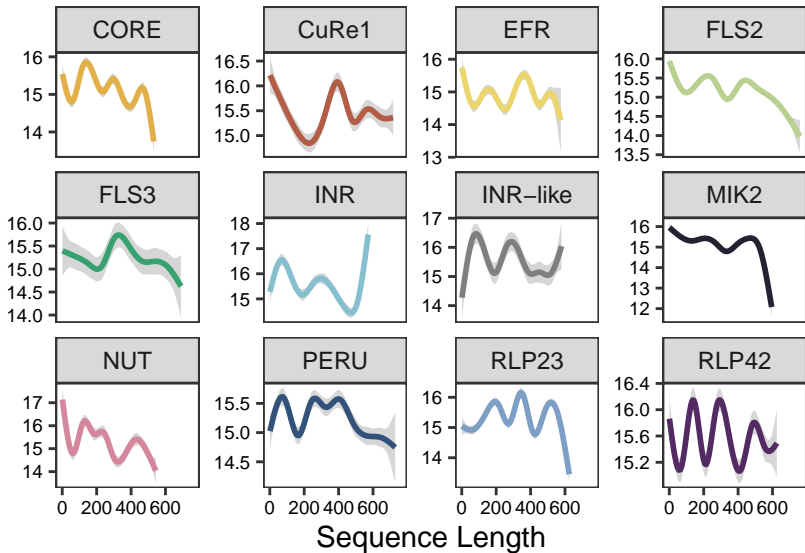 CORE CuRe1 EFR FLS2
16 16.5 16 16.0
15 16.0 15 15.5
14 15.5 14 15.0
15.0 13 14.5
14.0
13.5
FLS3 INR INR−like MIK2
16.0 18 17 16
15.5 17 16 15
15.0 16 15 14
14.5 15 14 13
14.0 12
NUT PERU RLP23 RLP42
17 15.5 16 16.4
16 15.0 15 16.0
15 14.5 14 15.6
14 15.2
0 200 400 600 0 200 400 600 0 200 400 600 0 200 400 600
Sequence Length